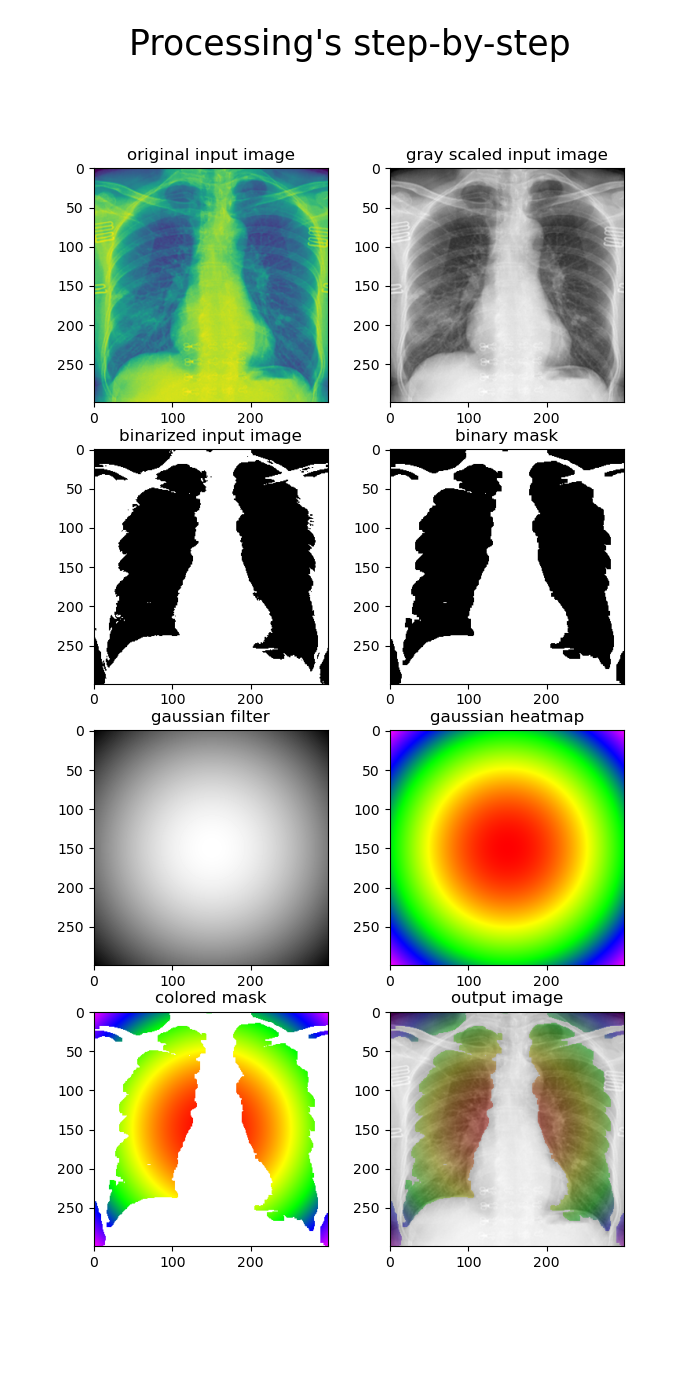 Processing's step-by-step
original input image
gray scaled input image
0
50
100
150
200
250
0 100 200
0
50
100
150
200
250
0 100 200
binarized input image
binary mask
0
50
100
150
200
250
0 100 200
0
50
100
150
200
250
0 100 200
gaussian filter
gaussian heatmap
0
50
100
150
200
250
0 100 200
0
50
100
150
200
250
0 100 200
colored mask
output image
0
50
100
150
200
250
0 100 200
0
50
100
150
200
250
0 100 200